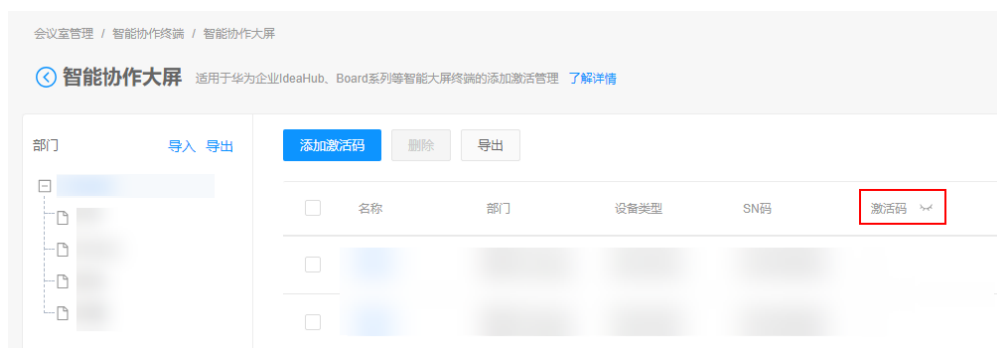 会议室管理 / 智能协作终端 / 智能协作大屏
智能协作大屏 适用于华为企业IdeaHub、Board系列等智能大屏终端的添加激活管理 了解详情
部门 导入 导出
添加激活码 删除 导出
名称 部门 设备类型 SN码 激活码